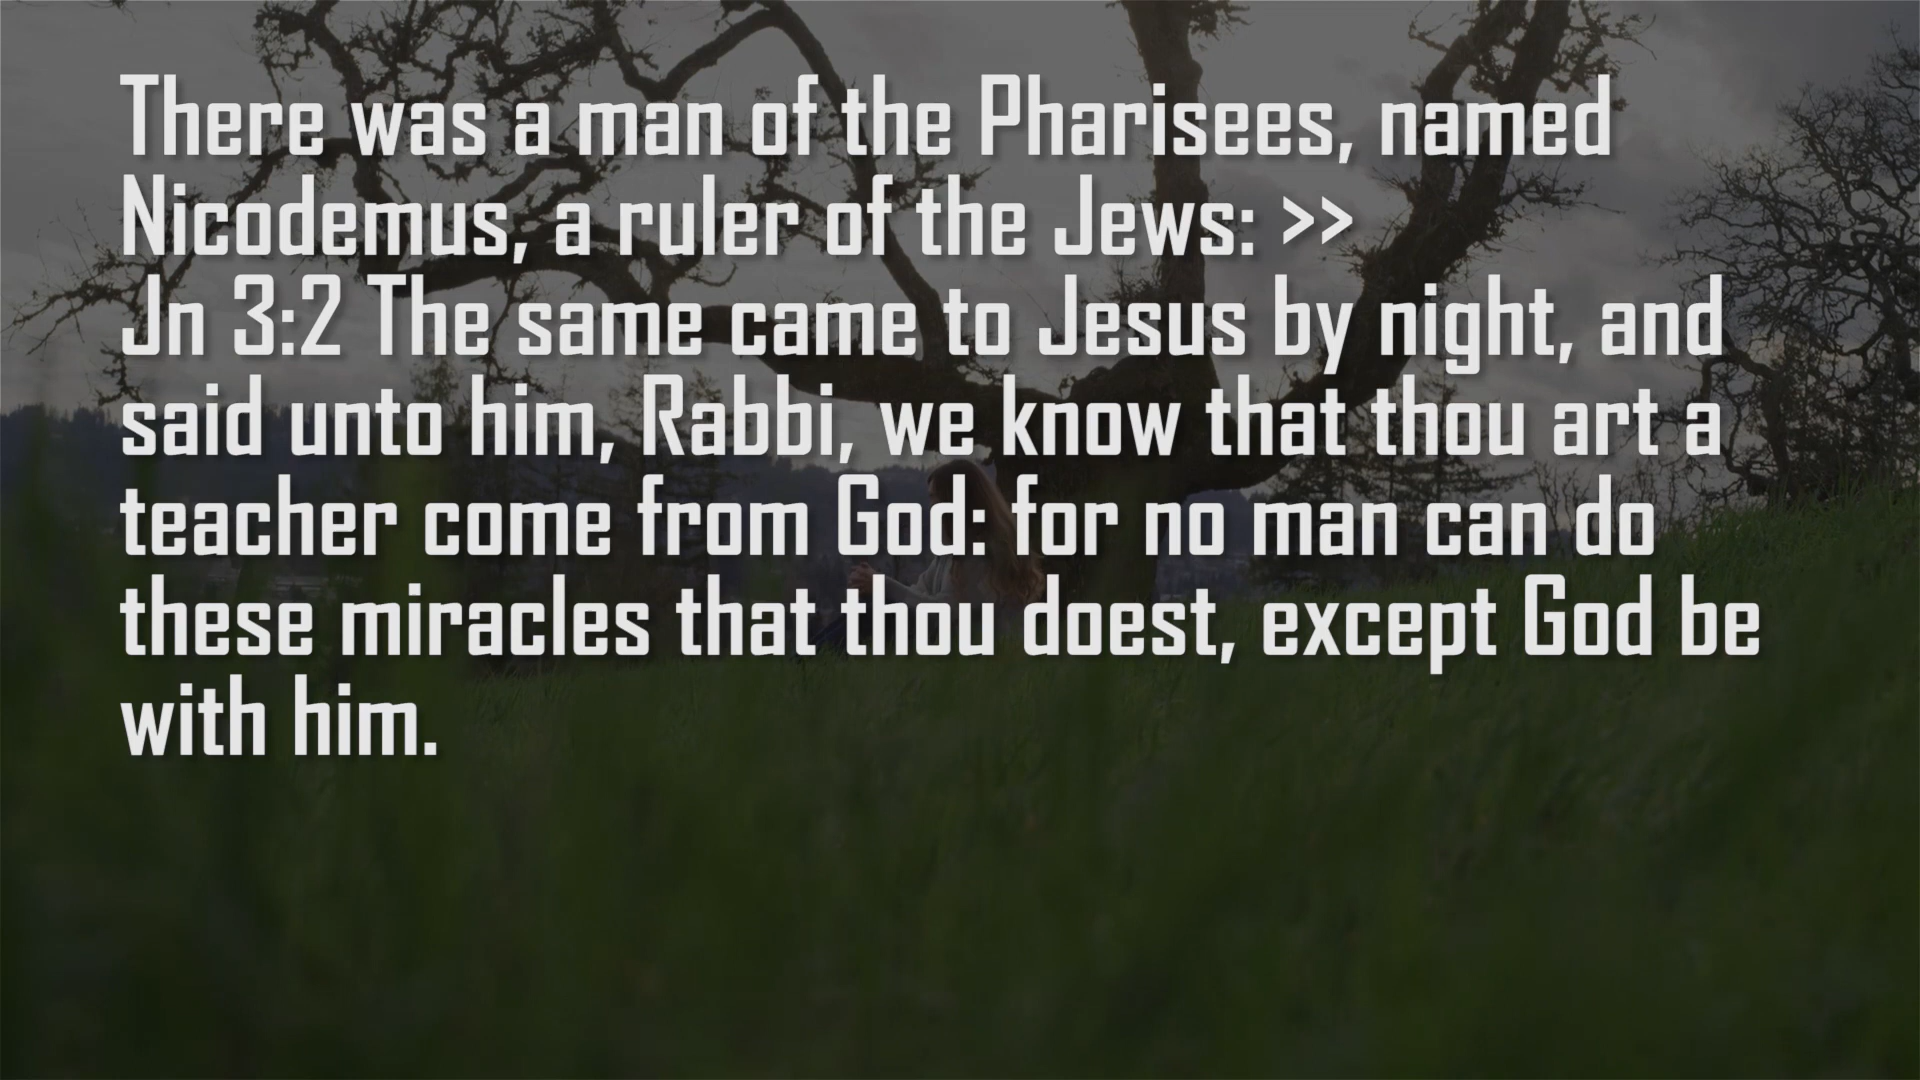 There was a man of the Pharisees, named
Nicodemus, a ruler of the Jews: >>
Jn 3:2 The same came to Jesus by night, and
said unto him, Rabbi, we know that thou art a
teacher come from God: for no man can do
these miracles that thou doest, except God be
with him.